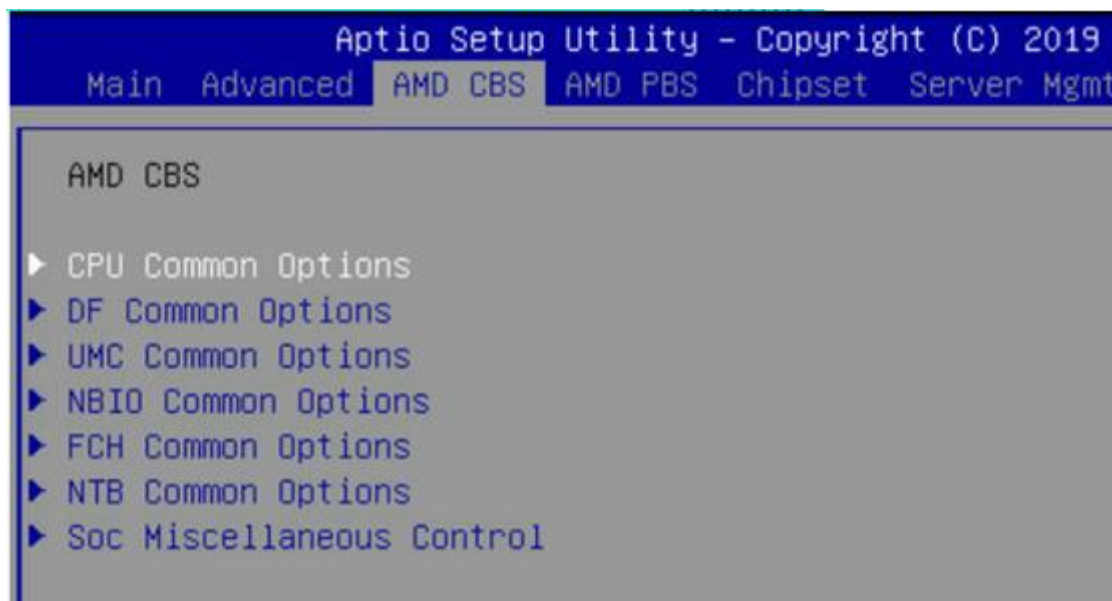 Aptio Setup Utility – Copyright (C) 2019
Main Advanced AMD CBS AMD PBS Chipset Server Mgmt
AMD CBS
CPU Common Options
DF Common Options
UMC Common Options
NBIO Common Options
FCH Common Options
NTB Common Options
Soc Miscellaneous Control